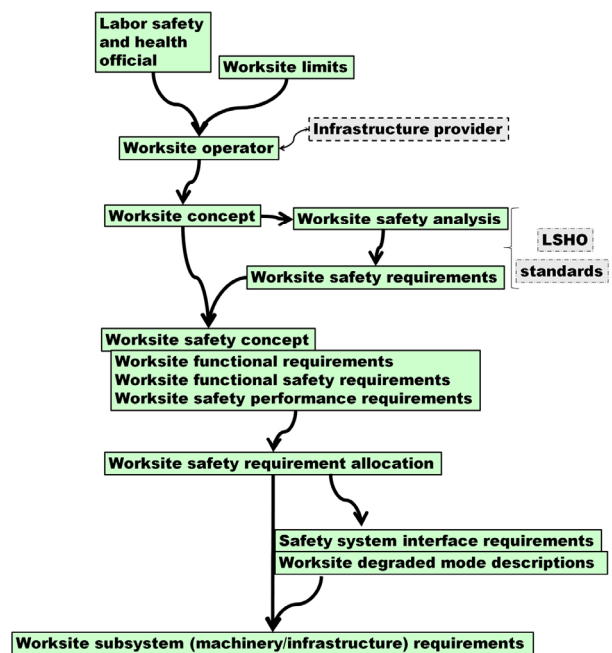 Labor safety
and health
official
Worksite limits
Infrastructure provider
Worksite operator
Worksite concept
Worksite safety analysis
LSHO
standards
Worksite safety requirements
Worksite safety concept
Worksite functional requirements
Worksite functional safety requirements
Worksite safety performance requirements
Worksite safety requirement allocation
Safety system interface requirements
Worksite degraded mode descriptions
Worksite subsystem (machinery/infrastructure) requirements